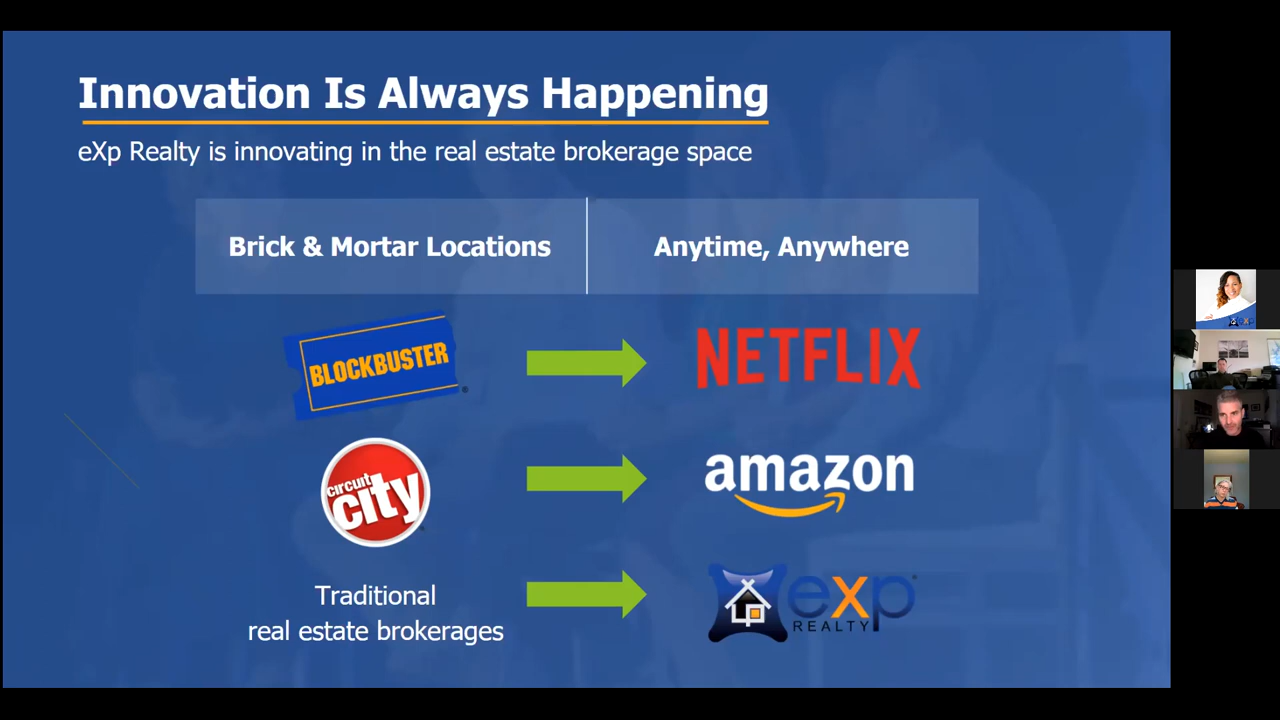 Innovation Is Always Happening
eXp Realty is innovating in the real estate brokerage space
Brick & Mortar Locations
Anytime, Anywhere
BLOCKBUSTER
NETFLIX
circuit
city
amazon
Traditional
real estate brokerages
eXp
REALTY
eXp